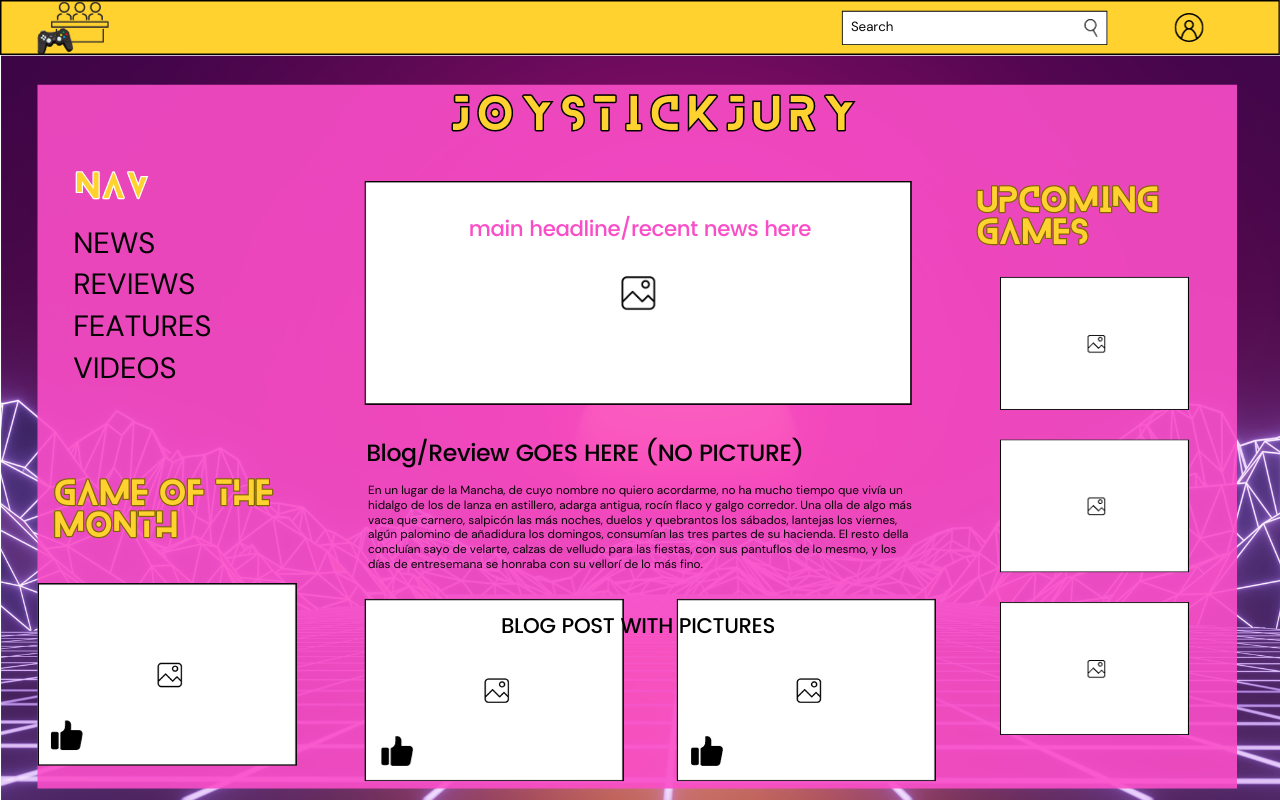 Search
JOYSTICKJURY
NAV
NEWS
REVIEWS
FEATURES
VIDEOS
GAME OF THE
MONTH
main headline/recent news here
Blog/Review GOES HERE (NO PICTURE)
En un lugar de la Mancha, de cuyo nombre no quiero acordarme, no ha mucho tiempo que vivía un
hidalgo de los de lanza en astillero, adarga antigua, rocín flaco y galgo corredor. Una olla de algo más
vaca que carnero, salpicón las más noches, duelos y quebrantos los sábados, lantejas los viernes,
algún palomino de añadidura los domingos, consumían las tres partes de su hacienda. El resto della
concluían sayo de velarte, calzas de velludo para las fiestas, con sus pantuflos de lo mesmo, y los
días de entresemana se honraba con su vellorí de lo más fino.
BLOG POST WITH PICTURES
UPCOMING
GAMES